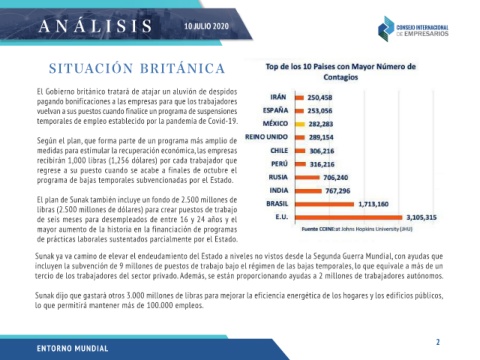 ANÁLISIS
10 JULIO 2020
CONSEJO INTERNACIONAL
DE EMPRESARIOS
SITUACIÓN BRITÁNICA
El Gobierno británico tratará de atajar un aluvión de despidos
pagando bonificaciones a las empresas para que los trabajadores
vuelvan a sus puestos cuando finalice un programa de suspensiones
temporales de empleo establecido por la pandemia de Covid-19.
Según el plan, que forma parte de un programa más amplio de
medidas para estimular la recuperación económica, las empresas
recibirán 1,000 libras (1,256 dólares) por cada trabajador que
regrese a su puesto cuando se acabe a finales de octubre el
programa de bajas temporales subvencionadas por el Estado.
El plan de Sunak también incluye un fondo de 2.500 millones de
libras (2.500 millones de dólares) para crear puestos de trabajo
de seis meses para desempleados de entre 16 y 24 años y el
mayor aumento de la historia en la financiación de programas
de prácticas laborales sustentados parcialmente por el Estado.
Top de los 10 Paises con Mayor Número de
Contagios
IRÁN 250,458
ESPAÑA 253,056
MÉXICO 282,283
REINO UNIDO 289,154
CHILE 306,216
PERÚ 316,216
RUSIA 706,240
INDIA 767,296
BRASIL 1,713,160
E.U. 3,105,315
Fuente CCINE:at Johns Hopkins University (JHU)
Sunak ya va camino de elevar el endeudamiento del Estado a niveles no vistos desde la Segunda Guerra Mundial, con ayudas que
incluyen la subvención de 9 millones de puestos de trabajo bajo el régimen de las bajas temporales, lo que equivale a más de un
tercio de los trabajadores del sector privado. Además, se están proporcionando ayudas a 2 millones de trabajadores autónomos.
Sunak dijo que gastará otros 3.000 millones de libras para mejorar la eficiencia energética de los hogares y los edificios públicos,
lo que permitirá mantener más de 100.000 empleos.
ENTORNO MUNDIAL
2